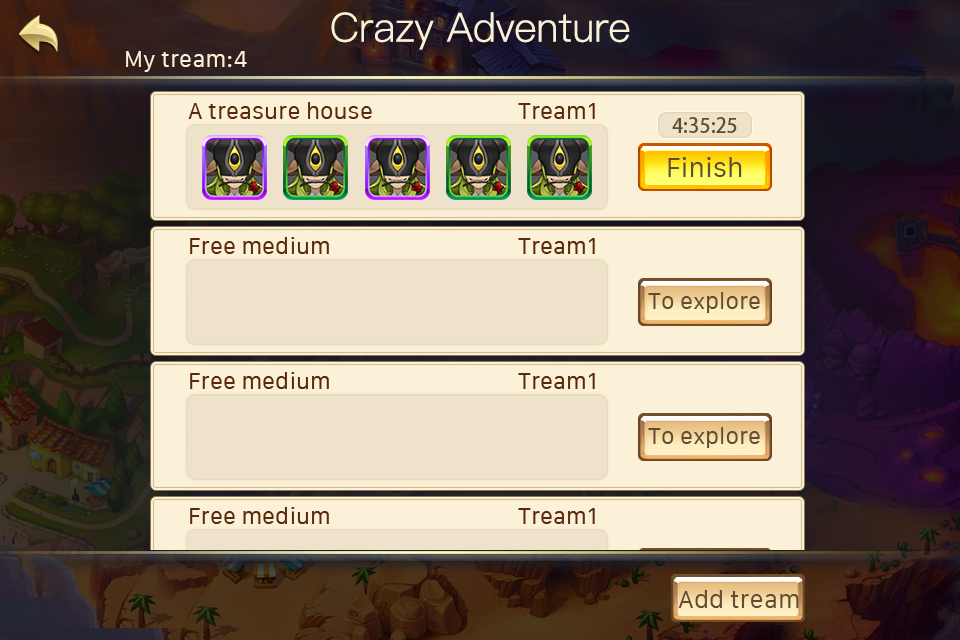 Crazy Adventure
My tream:4
A treasure house Tream1
4:35:25
Finish
Free medium Tream1
To explore
Free medium Tream1
To explore
Free medium Tream1
Add tream